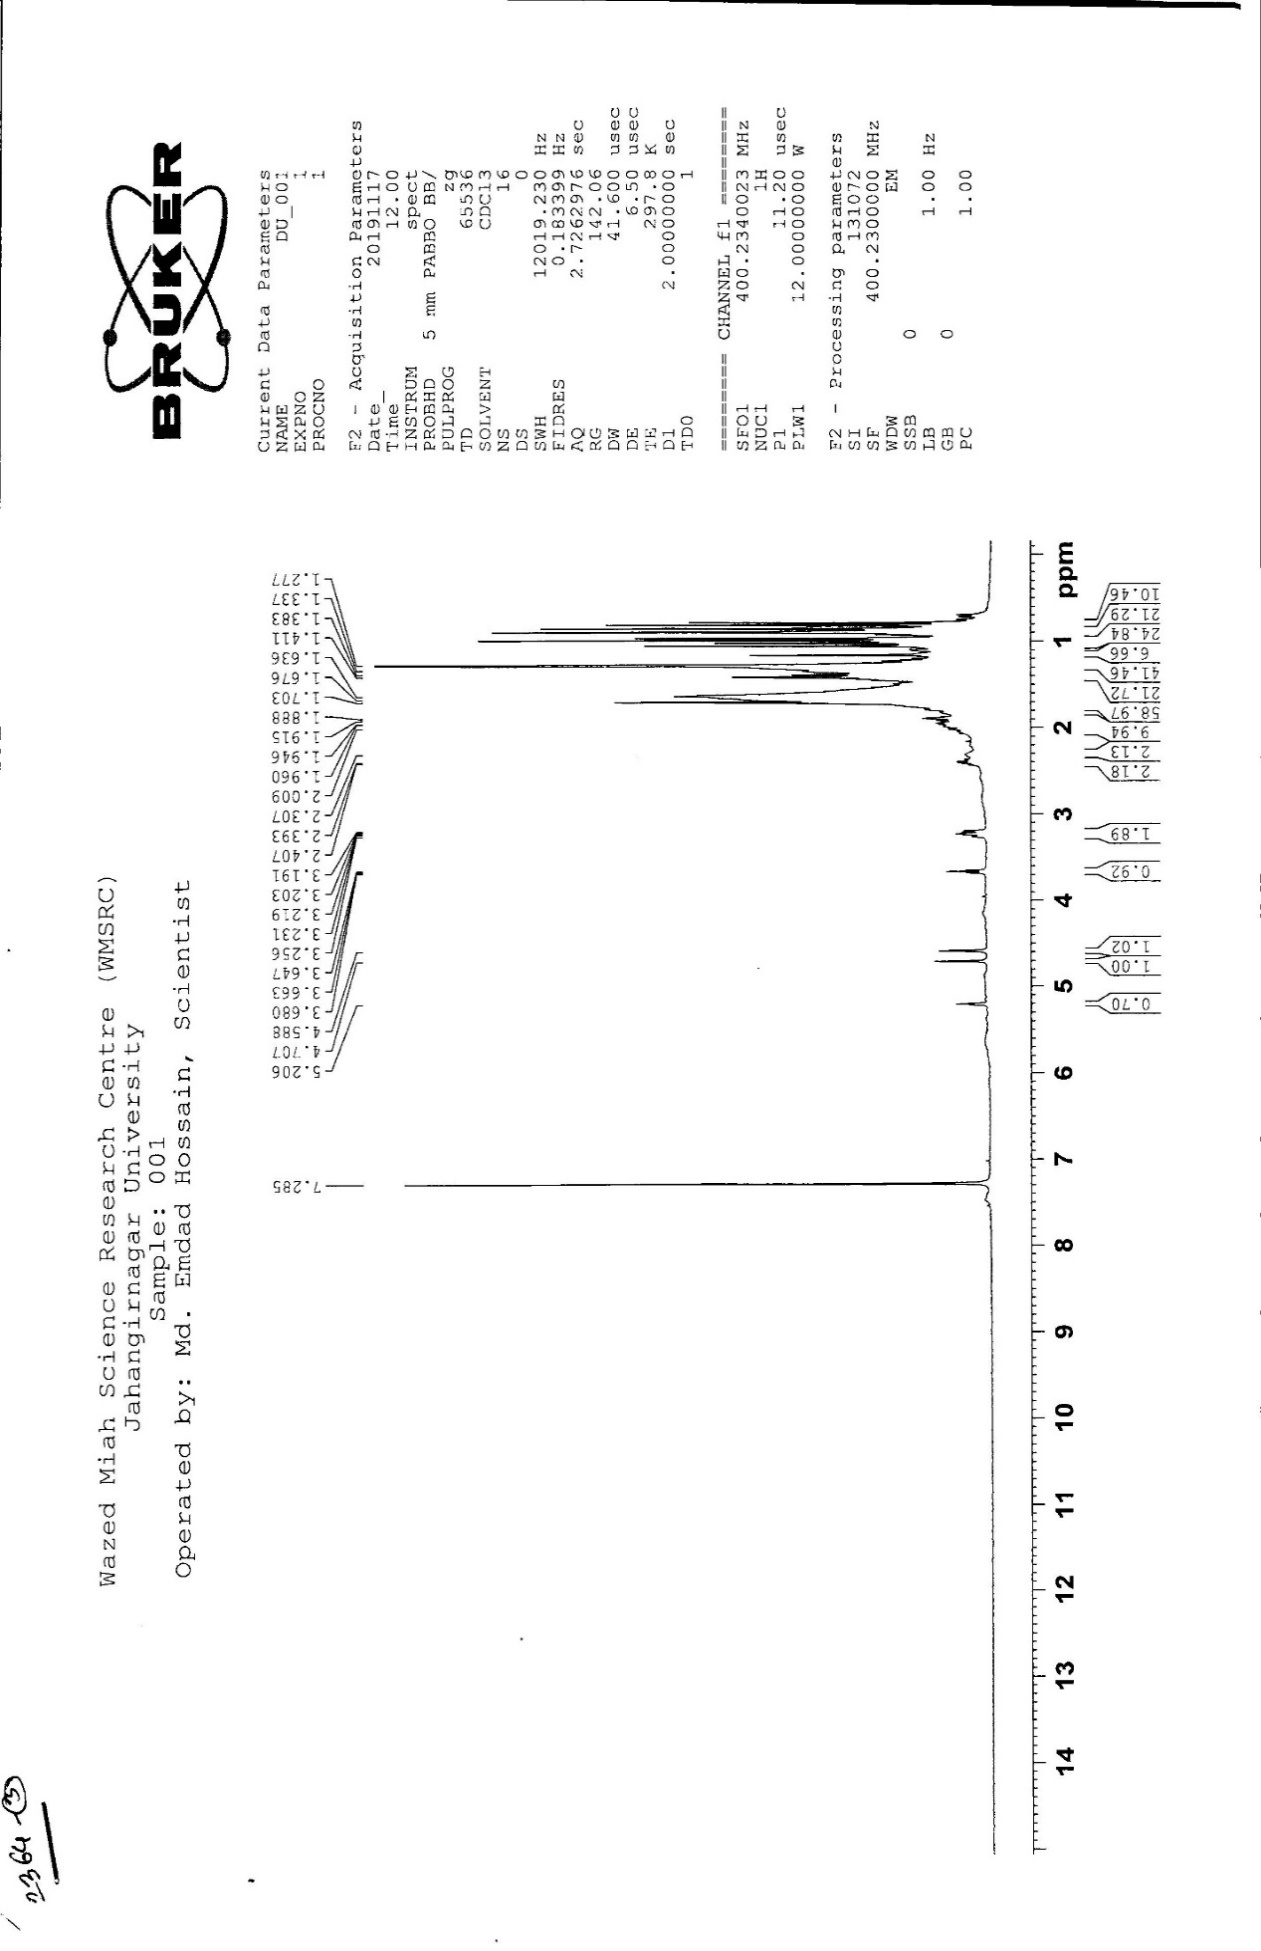 2364-③
Wazed Miah Science Research Centre (WMSRC)
Jahangirnagar University
Sample: 001
Operated by: Md. Emdad Hossain, Scientist
BRUKER
Current Data Parameters
NAME DU_001
EXPNO 1
PROCNO 1
F2 - Acquisition Parameters
Date_ 20191117
Time 12.00
INSTRUM spect
PROBHD 5 mm PABBO BB/
PULPROG zg
TD 65536
SOLVENT CDCl3
NS 16
DS 0
SWH 12019.230 Hz
FIDRES 0.183399 Hz
AQ 2.7262976 sec
RG 142.06
DW 41.600 usec
DE 6.50 usec
TE 297.8 K
D1 2.00000000 sec
TD0 1
======== CHANNEL f1 ========
SFO1 400.2340023 MHz
NUC1 1H
P1 11.20 usec
PLW1 12.00000000 W
F2 - Processing parameters
SI 131072
SF 400.2300000 MHz
WDW EM
SSB 0
LB 1.00 Hz
GB 0
PC 1.00
7.285
5.206
4.707
4.588
3.680
3.663
3.647
3.256
3.231
3.219
3.203
3.191
2.407
2.393
2.307
2.009
1.960
1.946
1.915
1.888
1.703
1.676
1.636
1.411
1.383
1.337
1.277
14 13 12 11 10 9 8 7 6 5 4 3 2 1 ppm
0.70
1.00
1.02
0.92
1.89
2.18
2.13
9.94
58.97
21.72
41.46
6.66
24.84
21.29
10.46